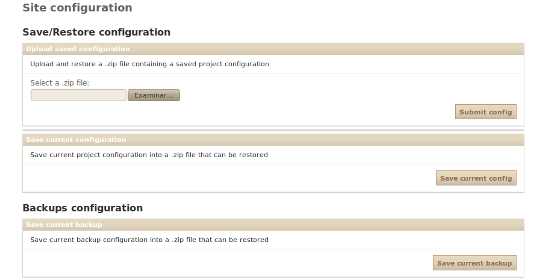 Site configuration
Save/Restore configuration
Upload saved configuration
Upload and restore a .zip file containing a saved project configuration
Select a .zip file:
Examinar...
Submit config
Save current configuration
Save current project configuration into a .zip file that can be restored
Save current config
Backups configuration
Save current backup
Save current backup configuration into a .zip file that can be restored
Save current backup